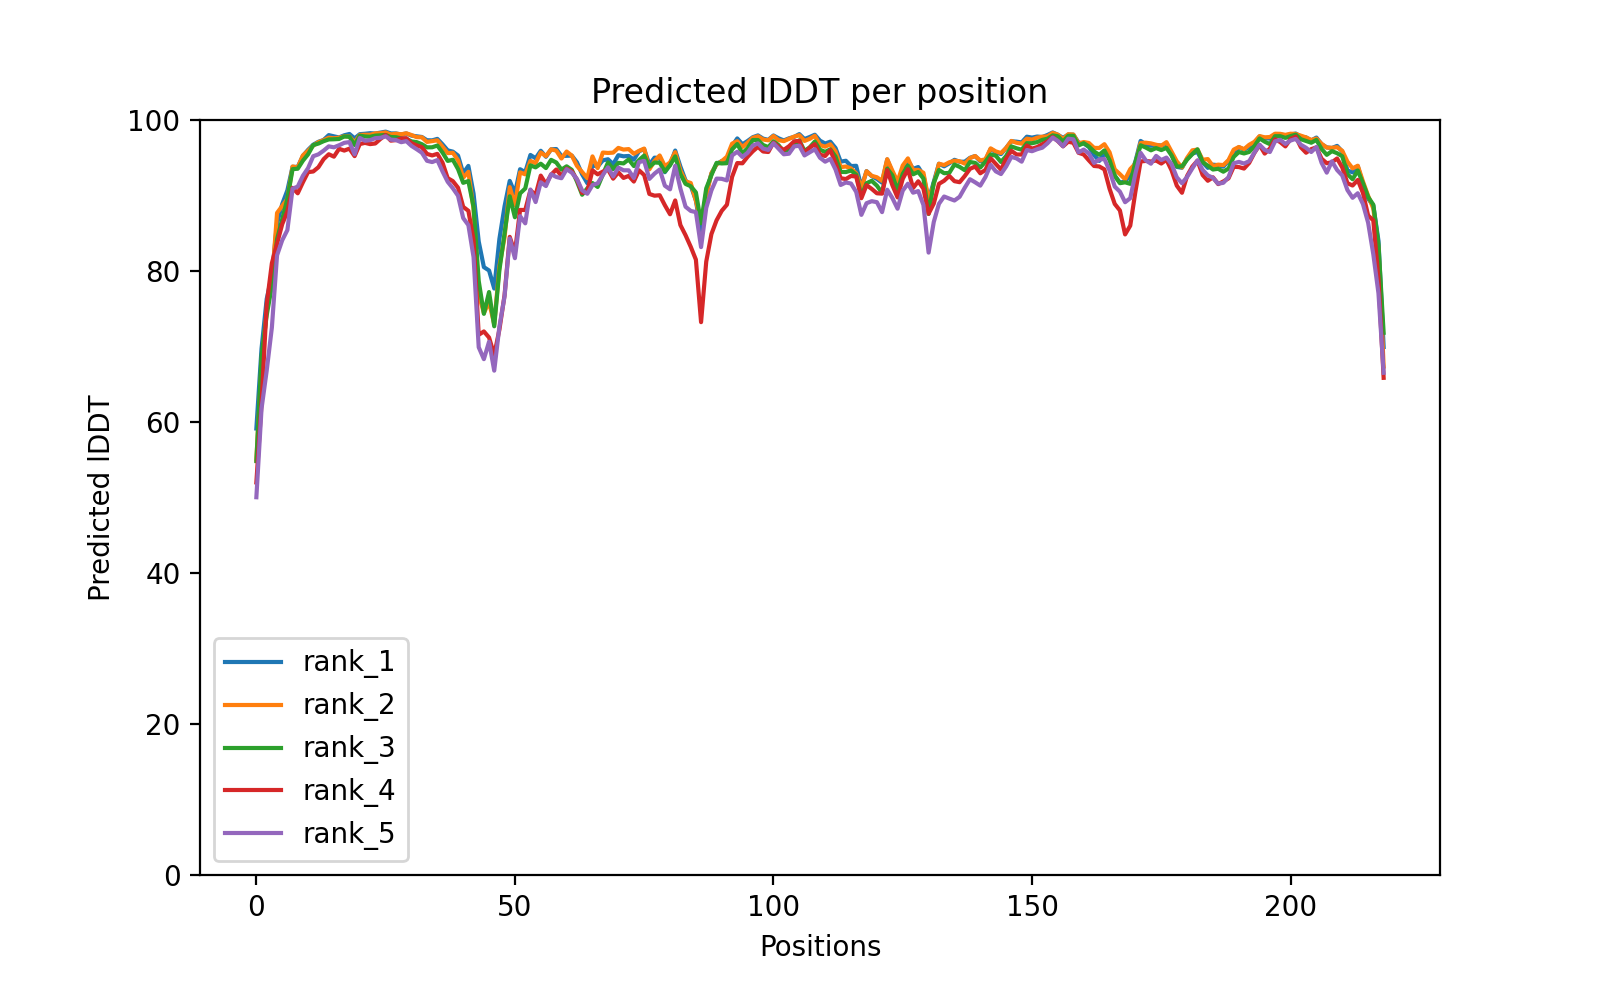 Predicted lDDT per position
100
80
60
40
20
0
Predicted lDDT
rank_1
rank_2
rank_3
rank_4
rank_5
0 50 100 150 200
Positions